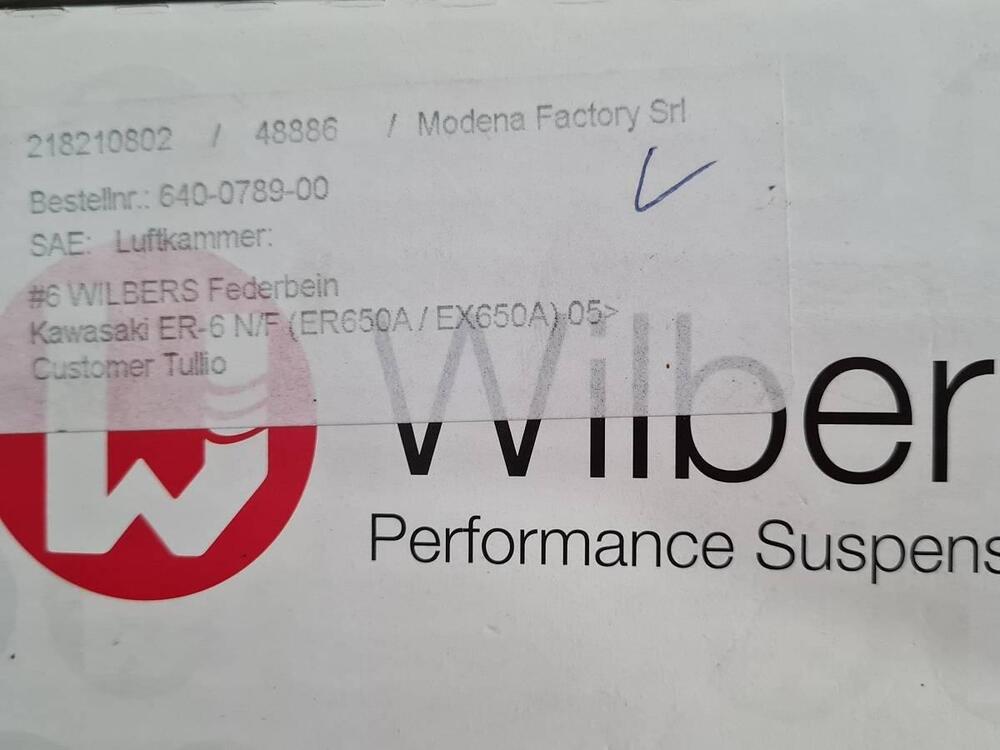 218210802 / 48886 / Modena Factory Srl
Bestellnr.: 640-0789-00
SAE: Luftkammer:
#6 WILBERS Federbein
Kawasaki ER-6 N/F (ER650A / EX650A) 05>
Customer Tullio
Wilber
Performance Suspens